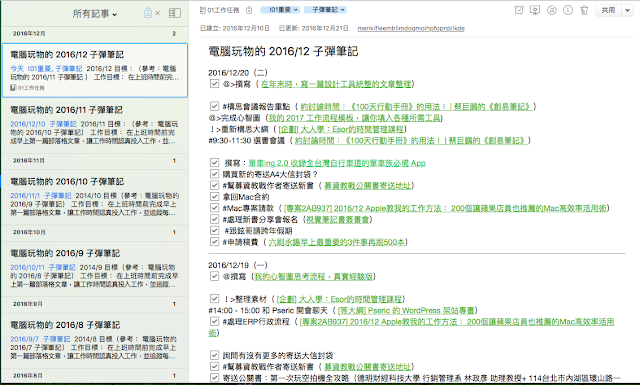 所有記事
2016年12月 2
電腦玩物的 2016/12 子彈筆記
今天 !01重要, 子彈筆記 電腦玩物的 2016/11 子彈筆記） 工作目標： 在上班時間前完成...
01工作任務
電腦玩物的 2016/11 子彈筆記
2016/12/10 子彈筆記 2016/11 目標：（參考： 電腦玩物的 2016/10 子彈筆記） 工作目標： 在上班時間前完成早上第一篇部落格文章，讓工作時間認真投入工作...
2016年11月 1
電腦玩物的 2016/10 子彈筆記
2016/11/1 子彈筆記 2014/10 目標（參考：電腦玩物的 2016/9 子彈筆記） 工作目標： 在上班時間前完成早上第一篇部落格文章，讓工作時間認真投入工作，並追蹤每...
2016年10月 1
電腦玩物的 2016/9 子彈筆記
2016/10/11 子彈筆記 2014/9 目標（參考： 電腦玩物的 2016/8 子彈筆記） 工作目標： 在上班時間前完成早上第一篇部落格文章，讓工作時間認真投入工作，並追...
2016年9月 1
電腦玩物的 2016/8 子彈筆記
2016/9/7 子彈筆記 2014/8 目標（參考： 電腦玩物的 2016/7 子彈筆記） 工作目標： 在上班時間前完成早上第一篇部落格文章，讓工作時間認真投入工作，並追蹤每...
2016年8月 1
01工作任務 !01重要 子彈筆記 共用
已建立: 2016年12月10日 已更新: 2016年12月21日
電腦玩物的 2016/12 子彈筆記
2016/12/20（二）
@>撰寫（ 在年末時，寫一篇設計工具統整的文章整理）
#構思會議報告重點（ 約討論時間：《100天行動手冊》的用法！| 蔡巨鵬的《創易筆記》）
@>完成心智圖（我的 2017 工作流程模板，讓你填入各種所需工具）
!>重新構思大綱（ [企劃] 大人學：Esor的時間管理課程）
#9:30-11:30 選書會議（ 約討論時間：《100天行動手冊》的用法！| 蔡巨鵬的《創易筆記》）
撰寫：單車ing 2.0 收錄全台灣自行車道的單車族必備 App
購買新的寄送A4大信封袋？
#幫募資教戰作者寄送新書（ 募資教戰公關書寄送地址）
拿回Mac合約
#Mac專案請款（ [專案2AB937] 2016/12 Apple教我的工作方法： 200個讓蘋果店員也推薦的Mac高效率活用術）
#處理新書分享會報名（視覺筆記簽書會）
#跟懿哥請跨年假期
#申請稿費（ 六刷永錫早上最重要的3件事再刷500本）
2016/12/19（一）
@撰寫（我的心智圖思考流程，真實經驗版）
!>整理素材（ [企劃] 大人學：Esor的時間管理課程）
#14:00 - 15:00 和 Pseric 開會聊天（ [等大綱] Pseric 的 WordPress 架站專書）
#處理ERP行政流程（ [專案2AB937] 2016/12 Apple教我的工作方法： 200個讓蘋果店員也推薦的Mac高效率活用術）
詢問有沒有更多的寄送大信封袋
#幫募資教戰作者寄送新書（ 募資教戰公關書寄送地址）
寄送公關書：第一次玩空拍機全攻略（德明財經科技大學 行銷管理系 林政彥 助理教授+ 114台北市內湖區環山路一